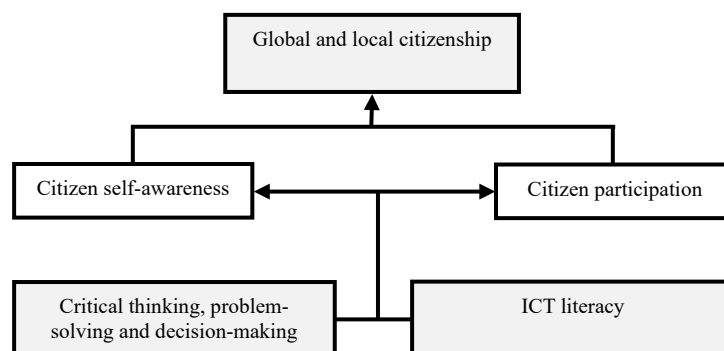 Global and local citizenship
Citizen self-awareness
Citizen participation
Critical thinking, problem-
solving and decision-making
ICT literacy